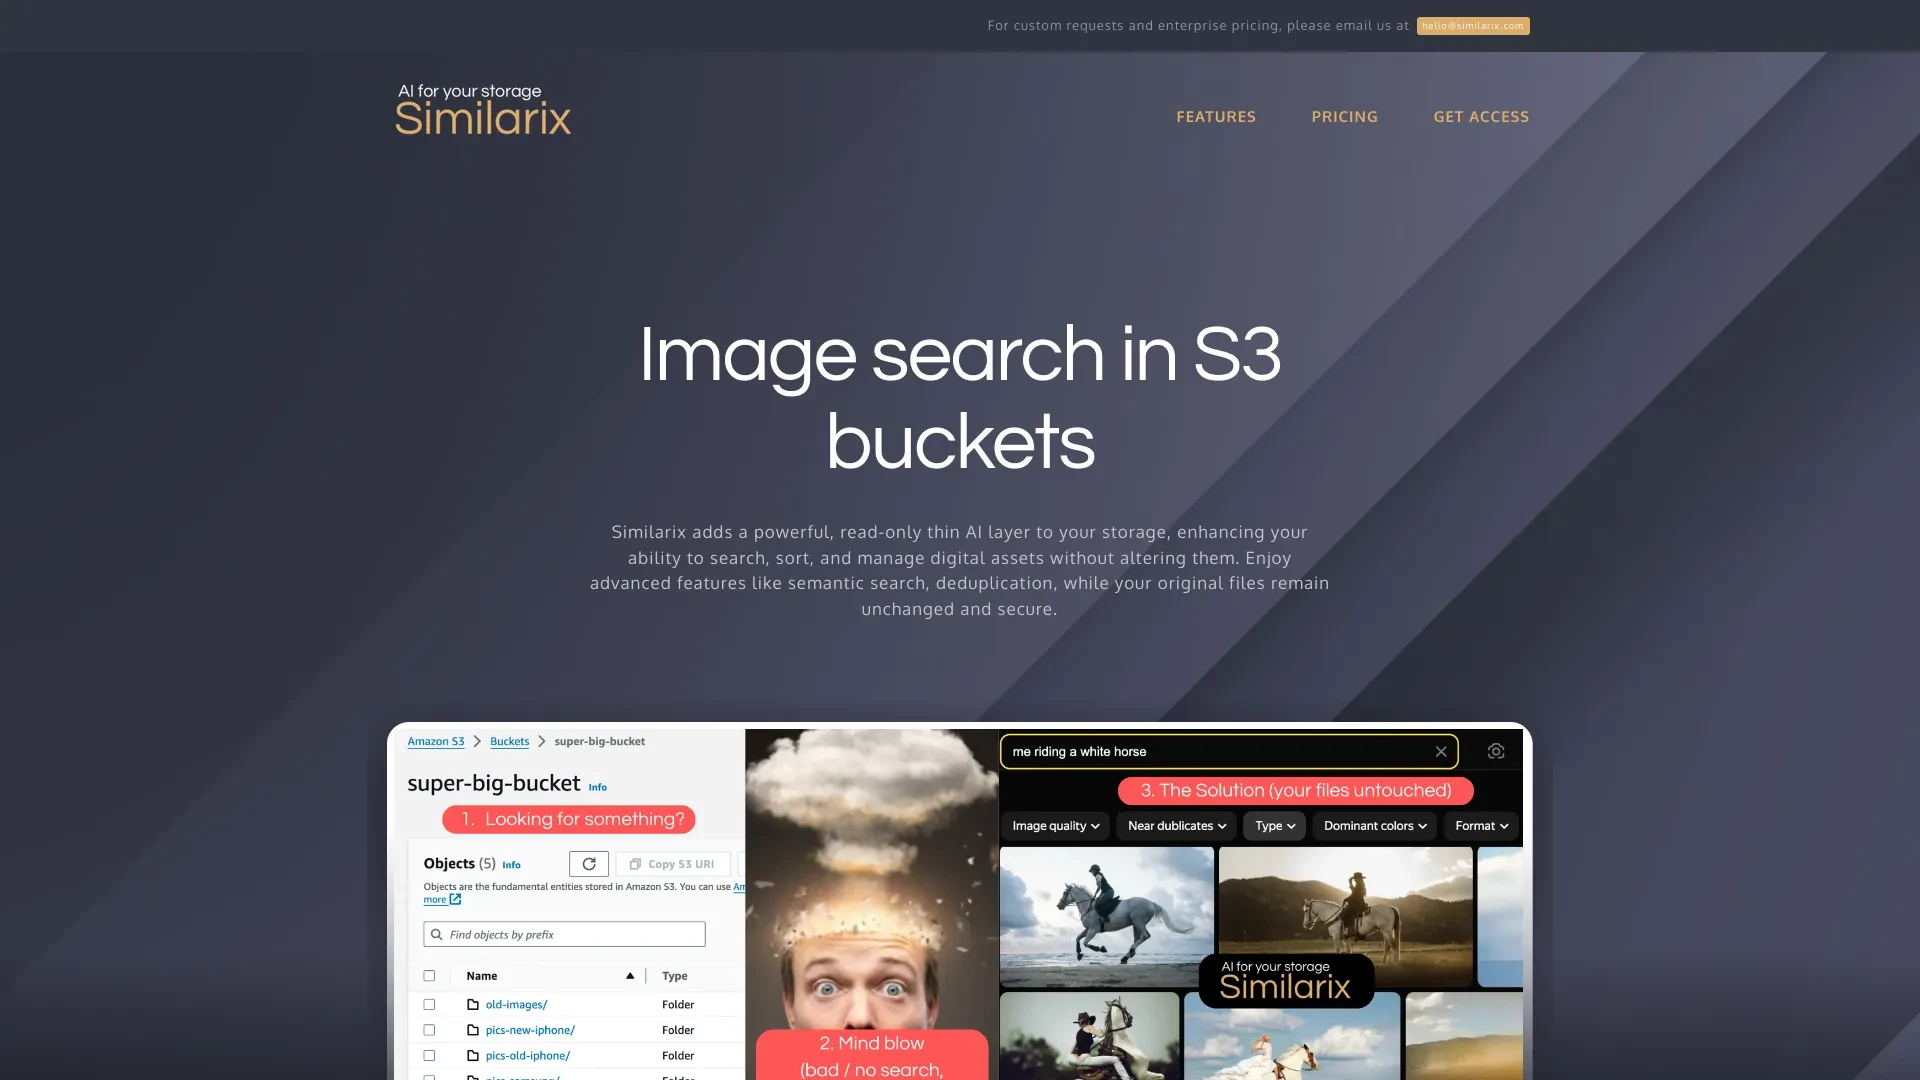 For custom requests and enterprise pricing, please email us at hello@similarix.com
AI for your storage
Similarix
FEATURES
PRICING
GET ACCESS
Image search in S3
buckets
Similarix adds a powerful, read-only thin AI layer to your storage, enhancing your
ability to search, sort, and manage digital assets without altering them. Enjoy
advanced features like semantic search, deduplication, while your original files remain
unchanged and secure.
Amazon S3 > Buckets > super-big-bucket
super-big-bucket Info
1. Looking for something?
Objects (5) Info
Copy S3 URI
Objects are the fundamental entities stored in Amazon S3. You can use Am
more
Find objects by prefix
Name Type
old-images/ Folder
pics-new-iphone/ Folder
pics-old-iphone/ Folder
2. Mind blow
(bad / no search,
me riding a white horse
3. The Solution (your files untouched)
Image quality
Near dublicates
Type
Dominant colors
Format
AI for your storage
Similarix